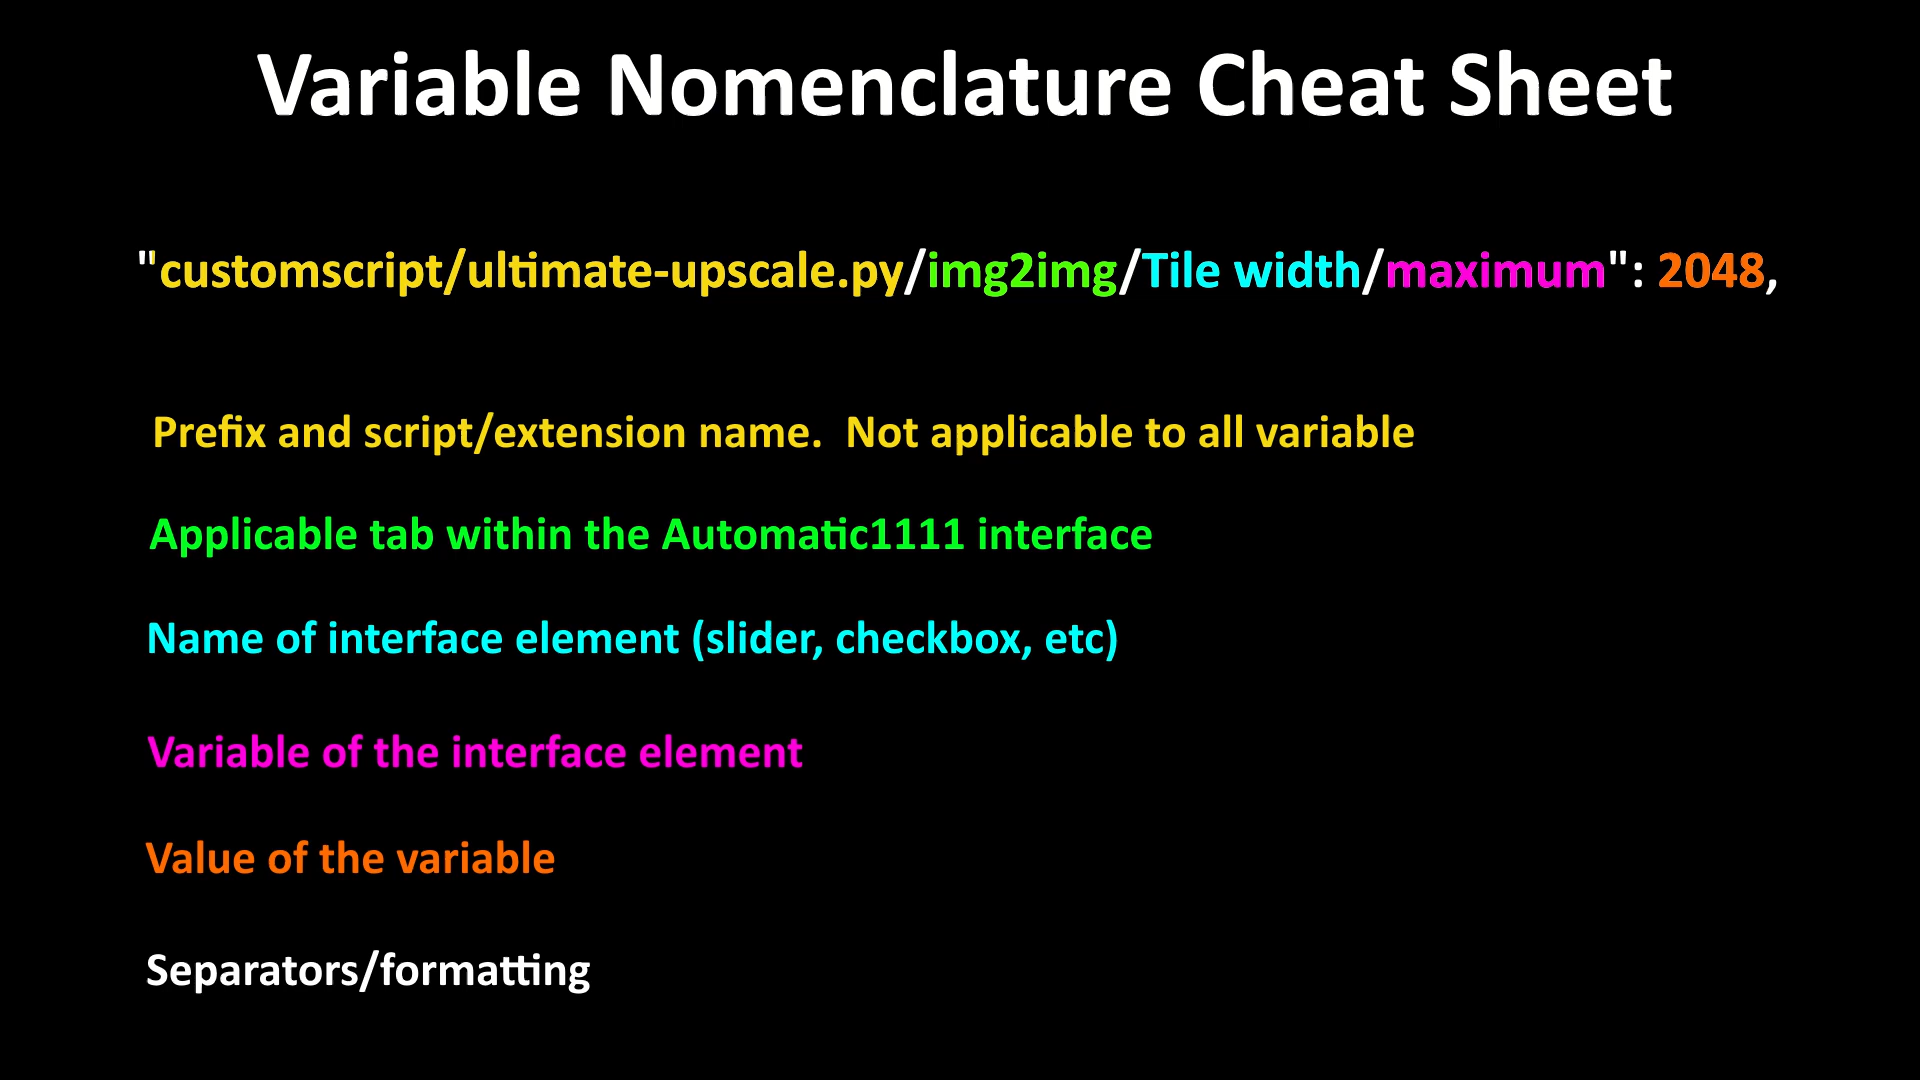 Variable Nomenclature Cheat Sheet
"customscript/ultimate-upscale.py/img2img/Tile width/maximum": 2048,
Prefix and script/extension name.  Not applicable to all variable
Applicable tab within the Automatic1111 interface
Name of interface element (slider, checkbox, etc)
Variable of the interface element
Value of the variable
Separators/formatting